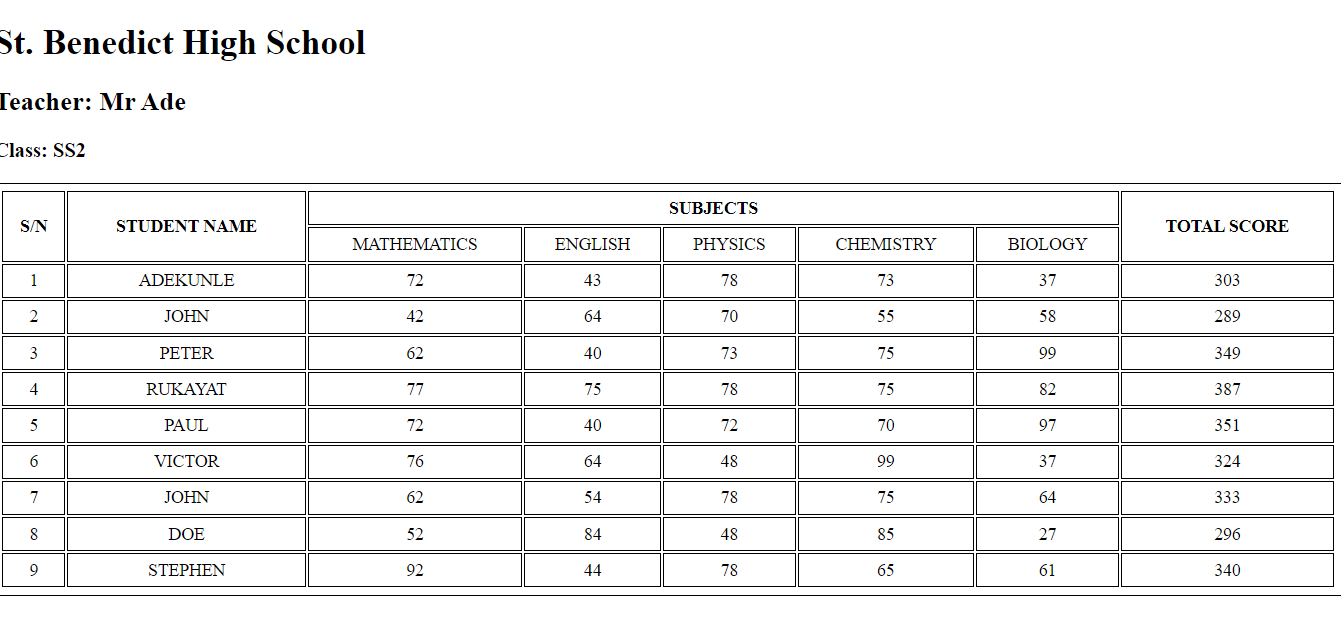 St. Benedict High School
Teacher: Mr Ade
Class: SS2
S/N STUDENT NAME SUBJECTS TOTAL SCORE
MATHEMATICS ENGLISH PHYSICS CHEMISTRY BIOLOGY
1 ADEKUNLE 72 43 78 73 37 303
2 JOHN 42 64 70 55 58 289
3 PETER 62 40 73 75 99 349
4 RUKAYAT 77 75 78 75 82 387
5 PAUL 72 40 72 70 97 351
6 VICTOR 76 64 48 99 37 324
7 JOHN 62 54 78 75 64 333
8 DOE 52 84 48 85 27 296
9 STEPHEN 92 44 78 65 61 340